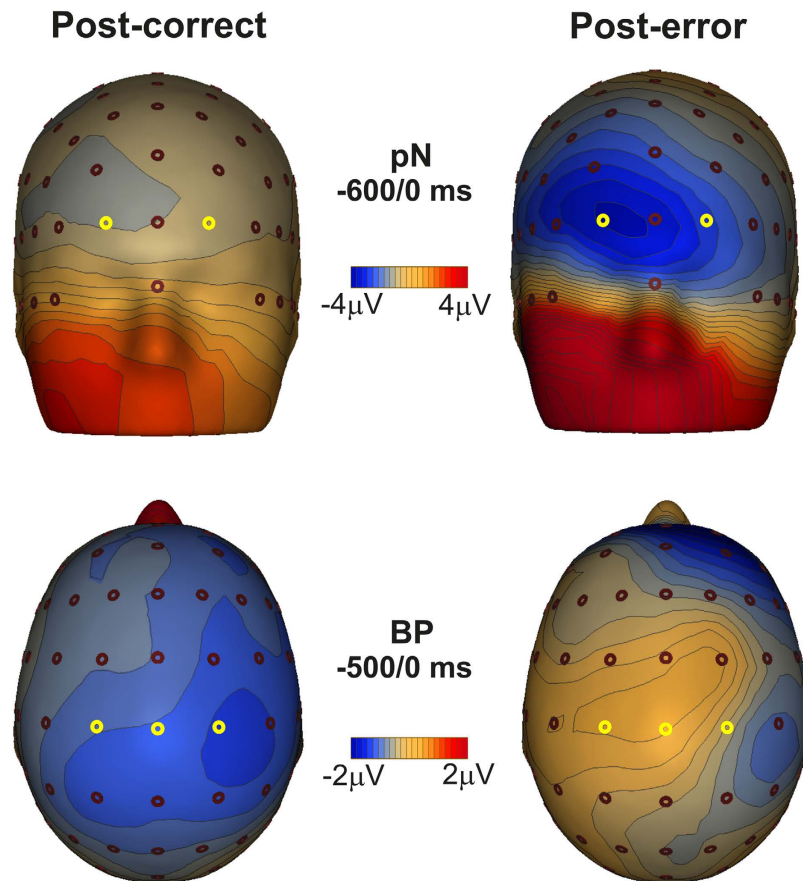 Post-correct
Post-error
pN
-600/0 ms
-4μV
4μV
BP
-500/0 ms
-2μV
2μV